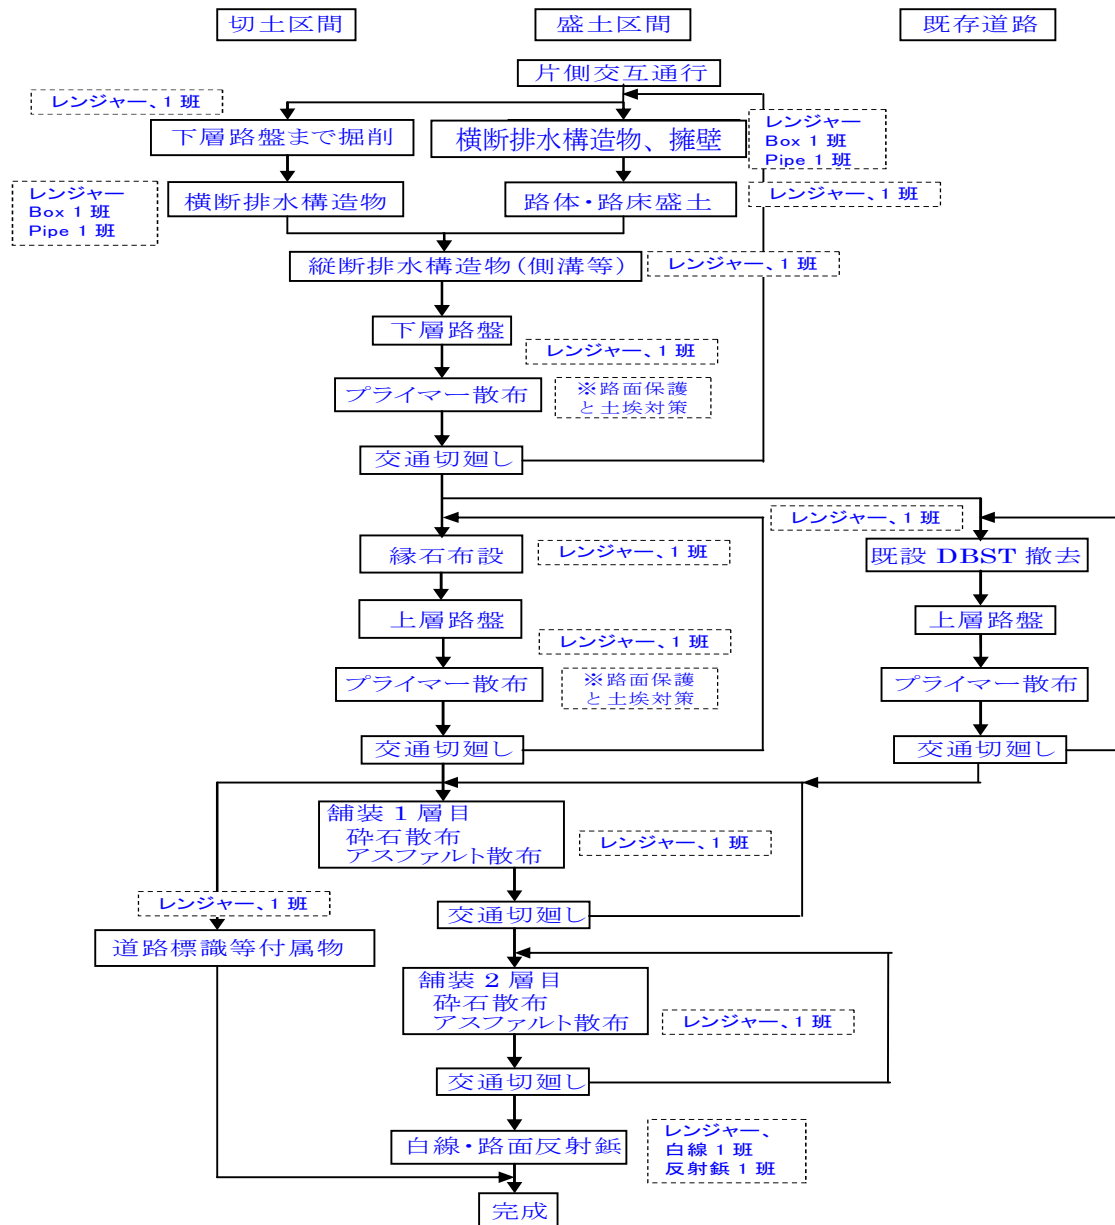 切土区間
盛土区間
既存道路
片側交互通行
レンジャー、1 班
下層路盤まで掘削
横断排水構造物、擁壁
レンジャー
Box 1 班
Pipe 1 班
レンジャー
Box 1 班
Pipe 1 班
横断排水構造物
路体・路床盛土
レンジャー、1 班
縦断排水構造物(側溝等)
レンジャー、1 班
下層路盤
レンジャー、1 班
プライマー散布
※路面保護
と土埃対策
交通切廻し
レンジャー、1 班
縁石布設
レンジャー、1 班
既設 DBST 撤去
上層路盤
レンジャー、1 班
上層路盤
プライマー散布
※路面保護
と土埃対策
プライマー散布
交通切廻し
交通切廻し
舗装 1 層目
砕石散布
アスファルト散布
レンジャー、1 班
レンジャー、1 班
交通切廻し
道路標識等付属物
舗装 2 層目
砕石散布
アスファルト散布
レンジャー、1 班
交通切廻し
白線・路面反射鋲
レンジャー、
白線 1 班
反射鋲 1 班
完成